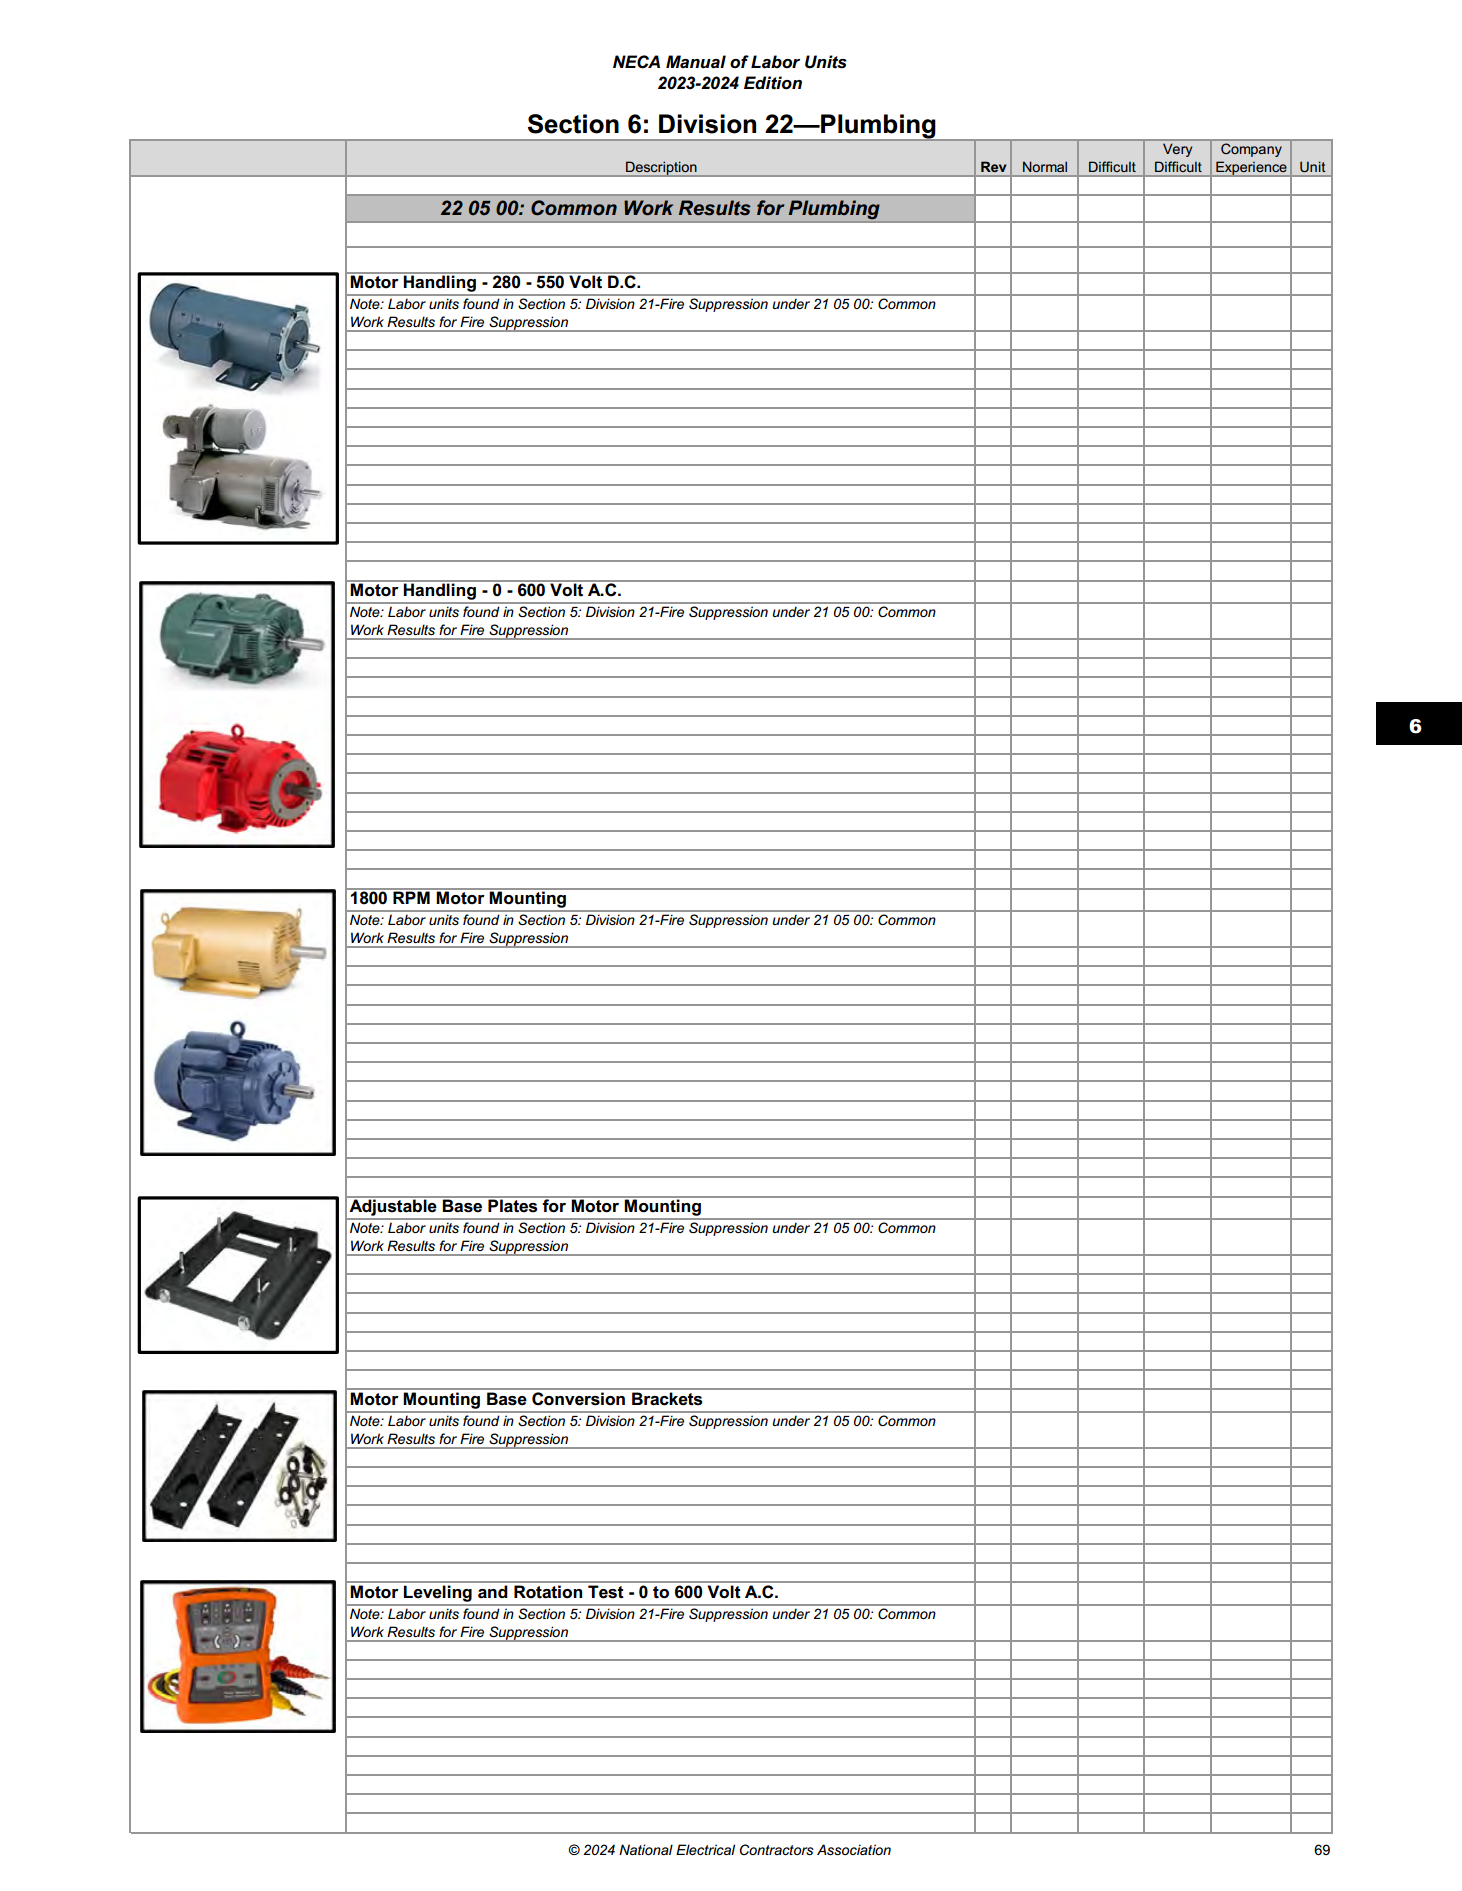 NECA Manual of Labor Units
2023-2024 Edition
Section 6: Division 22—Plumbing
Description Rev Normal Difficult Very Difficult Company Experience Unit
22 05 00: Common Work Results for Plumbing
Motor Handling - 280 - 550 Volt D.C.
Note: Labor units found in Section 5: Division 21-Fire Suppression under 21 05 00: Common
Work Results for Fire Suppression
Motor Handling - 0 - 600 Volt A.C.
Note: Labor units found in Section 5: Division 21-Fire Suppression under 21 05 00: Common
Work Results for Fire Suppression
6
1800 RPM Motor Mounting
Note: Labor units found in Section 5: Division 21-Fire Suppression under 21 05 00: Common
Work Results for Fire Suppression
Adjustable Base Plates for Motor Mounting
Note: Labor units found in Section 5: Division 21-Fire Suppression under 21 05 00: Common
Work Results for Fire Suppression
Motor Mounting Base Conversion Brackets
Note: Labor units found in Section 5: Division 21-Fire Suppression under 21 05 00: Common
Work Results for Fire Suppression
Motor Leveling and Rotation Test - 0 to 600 Volt A.C.
Note: Labor units found in Section 5: Division 21-Fire Suppression under 21 05 00: Common
Work Results for Fire Suppression
© 2024 National Electrical Contractors Association
69